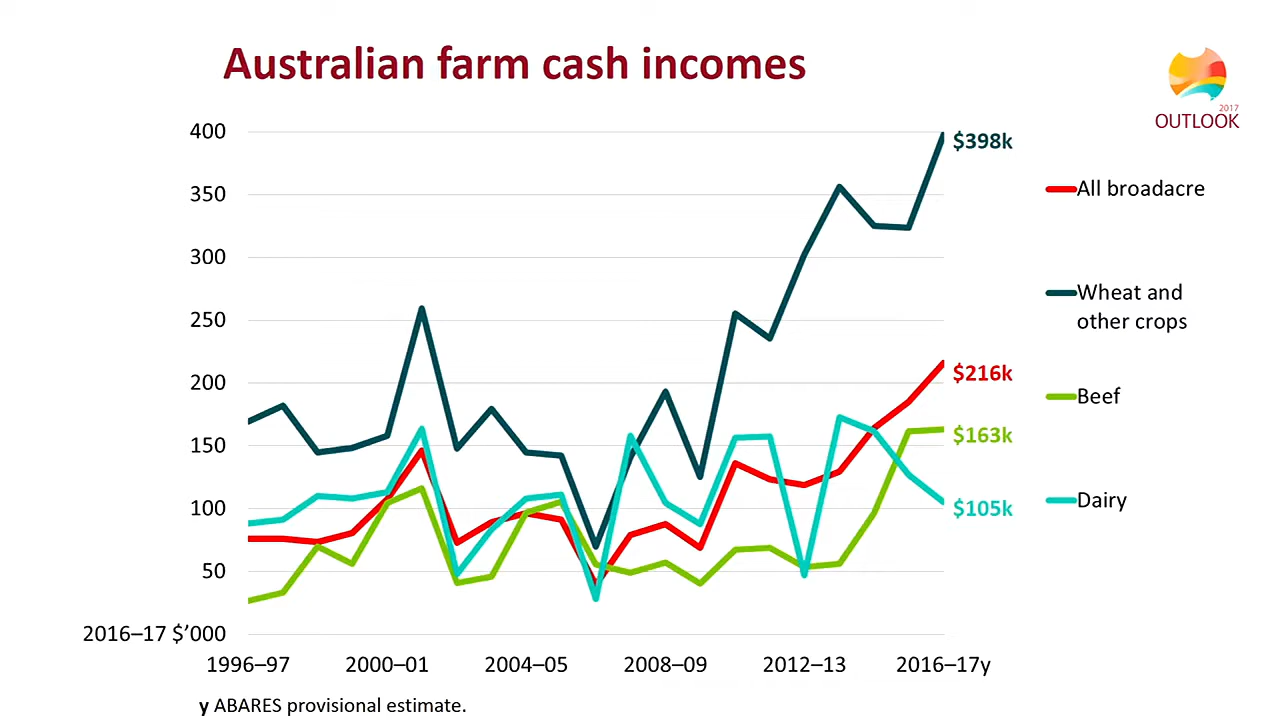 Australian farm cash incomes
2017
OUTLOOK
400
350
300
250
200
150
100
50
2016–17 $’000
$398k
$216k
$163k
$105k
All broadacre
Wheat and
other crops
Beef
Dairy
1996–97 2000–01 2004–05 2008–09 2012–13 2016–17y
y ABARES provisional estimate.